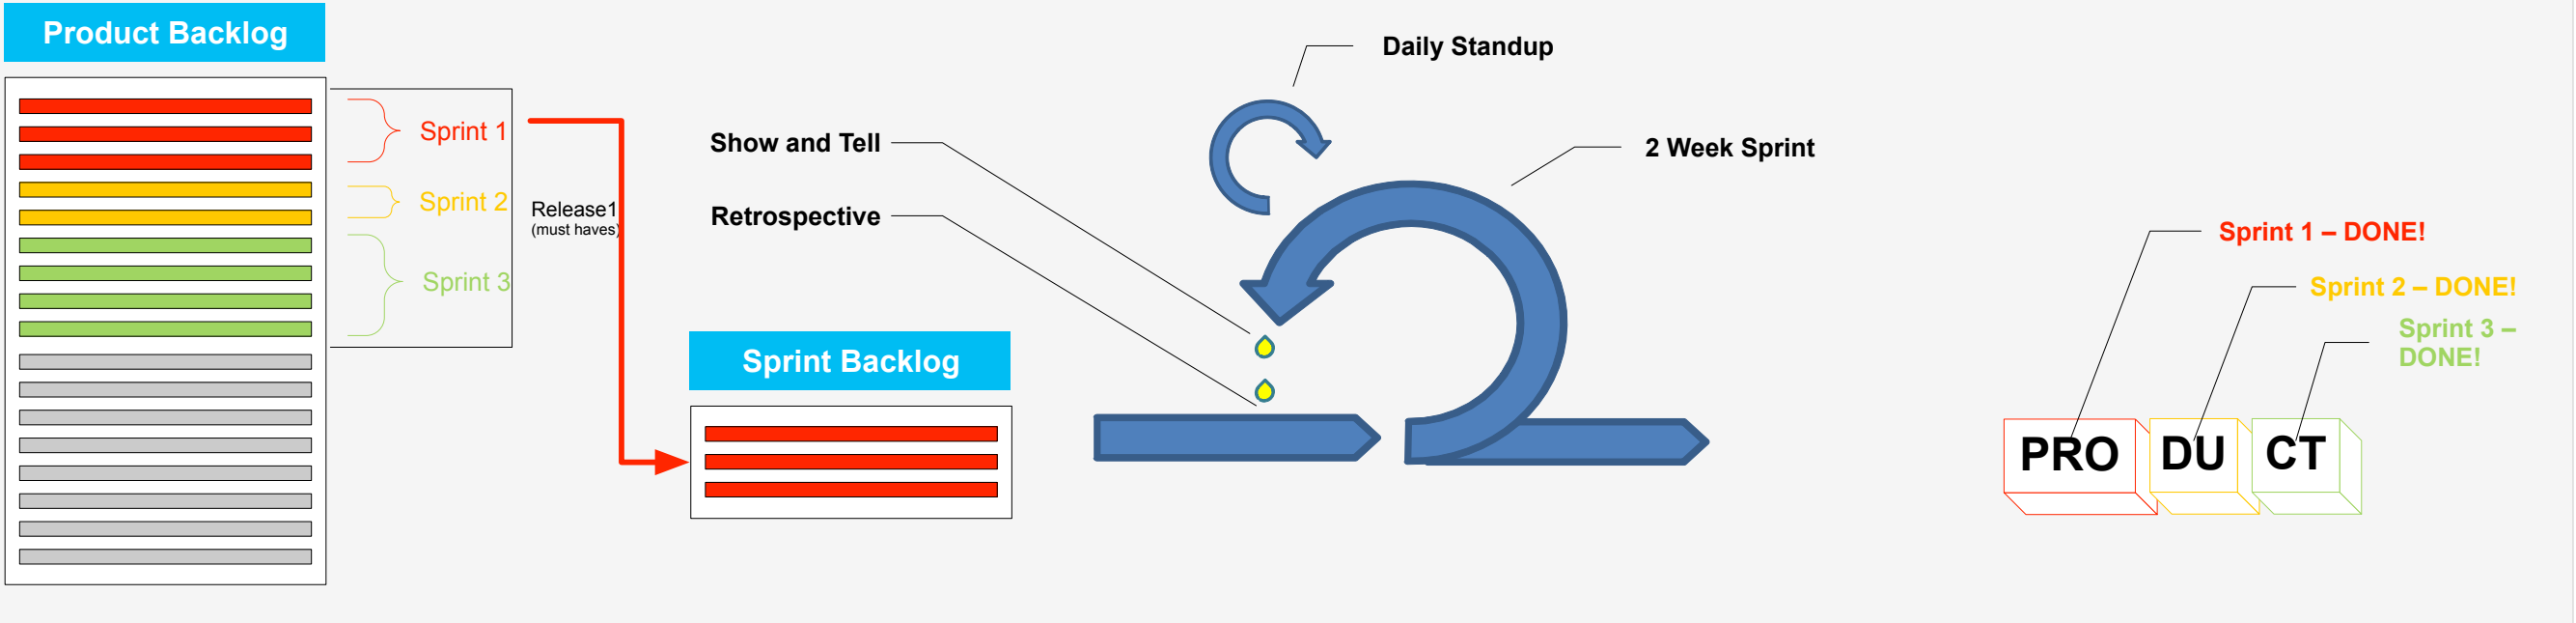 Product Backlog
Sprint 1
Sprint 2
Sprint 3
Release1
(must haves)
Show and Tell
Retrospective
Sprint Backlog
Daily Standup
2 Week Sprint
Sprint 1 – DONE!
Sprint 2 – DONE!
Sprint 3 –
DONE!
PRO DU CT